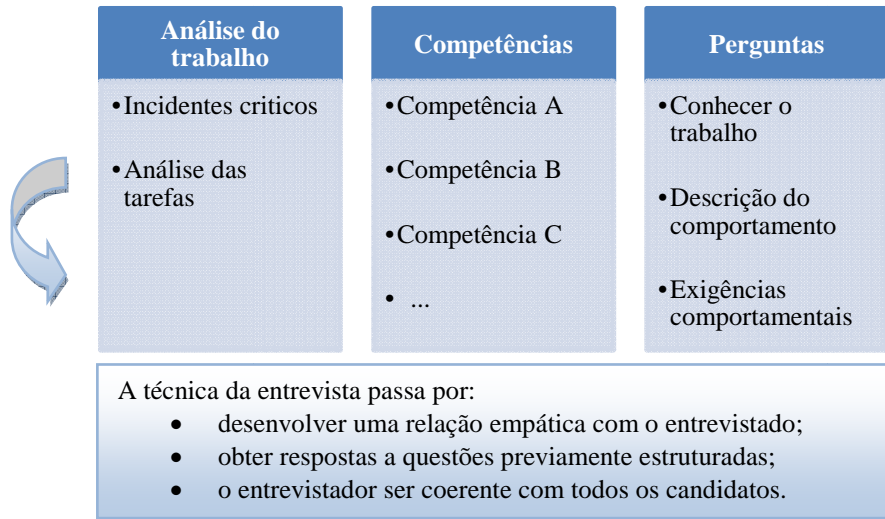 Análise do
trabalho
•Incidentes criticos
•Análise das
tarefas
Competências
•Competência A
•Competência B
•Competência C
• ...
Perguntas
•Conhecer o
trabalho
•Descrição do
comportamento
•Exigências
comportamentais
A técnica da entrevista passa por:
• desenvolver uma relação empática com o entrevistado;
• obter respostas a questões previamente estruturadas;
• o entrevistador ser coerente com todos os candidatos.